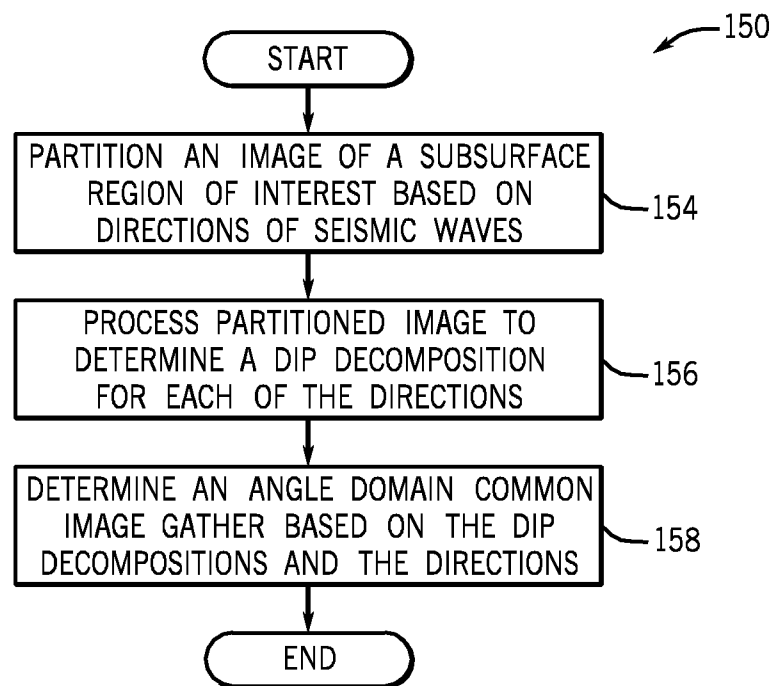 150
START
PARTITION AN IMAGE OF A SUBSURFACE
REGION OF INTEREST BASED ON
DIRECTIONS OF SEISMIC WAVES
154
PROCESS PARTITIONED IMAGE TO
DETERMINE A DIP DECOMPOSITION
FOR EACH OF THE DIRECTIONS
156
DETERMINE AN ANGLE DOMAIN COMMON
IMAGE GATHER BASED ON THE DIP
DECOMPOSITIONS AND THE DIRECTIONS
158
END